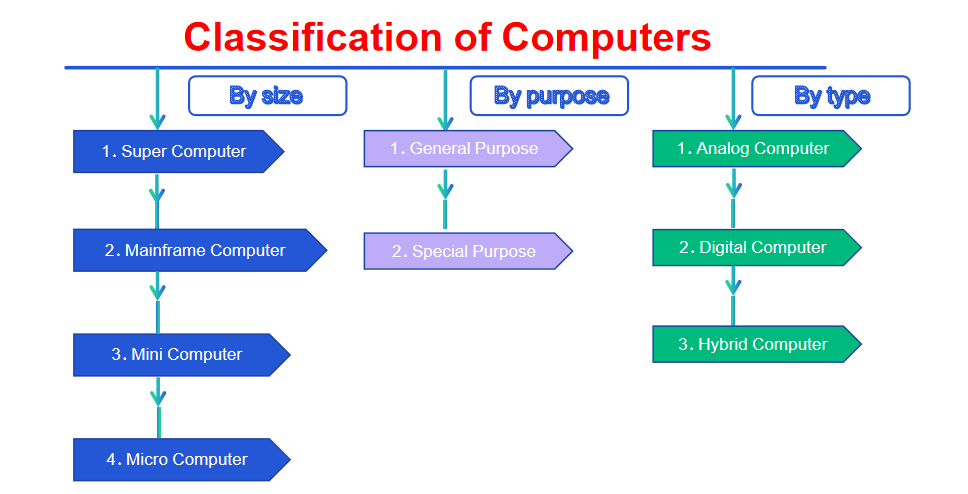 Classification of Computers
By size
1. Super Computer
2. Mainframe Computer
3. Mini Computer
4. Micro Computer
By purpose
1. General Purpose
2. Special Purpose
By type
1. Analog Computer
2. Digital Computer
3. Hybrid Computer